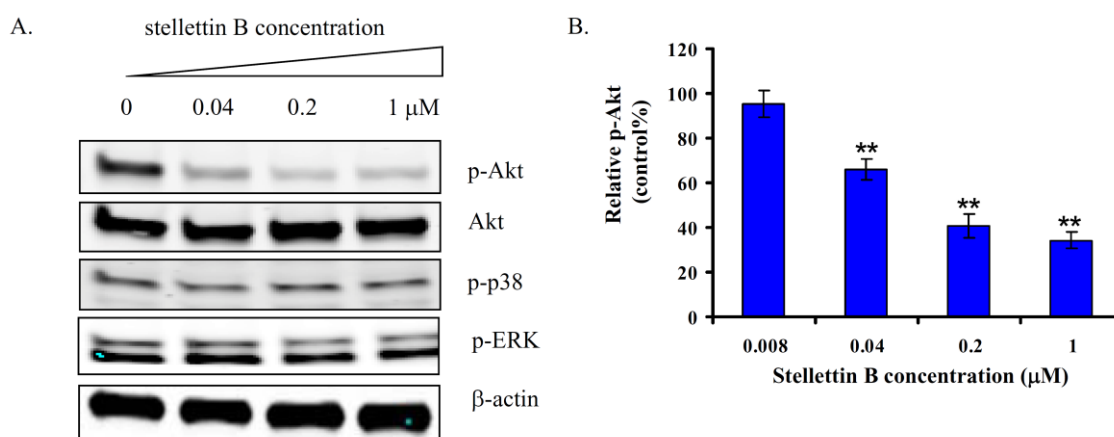 A.
stellettin B concentration
0 0.04 0.2 1 μM
p-Akt
Akt
p-p38
p-ERK
β-actin
B.
Relative p-Akt
(control%)
120
100
80
60
40
20
0
**
**
**
0.008 0.04 0.2 1
Stellettin B concentration (μM)